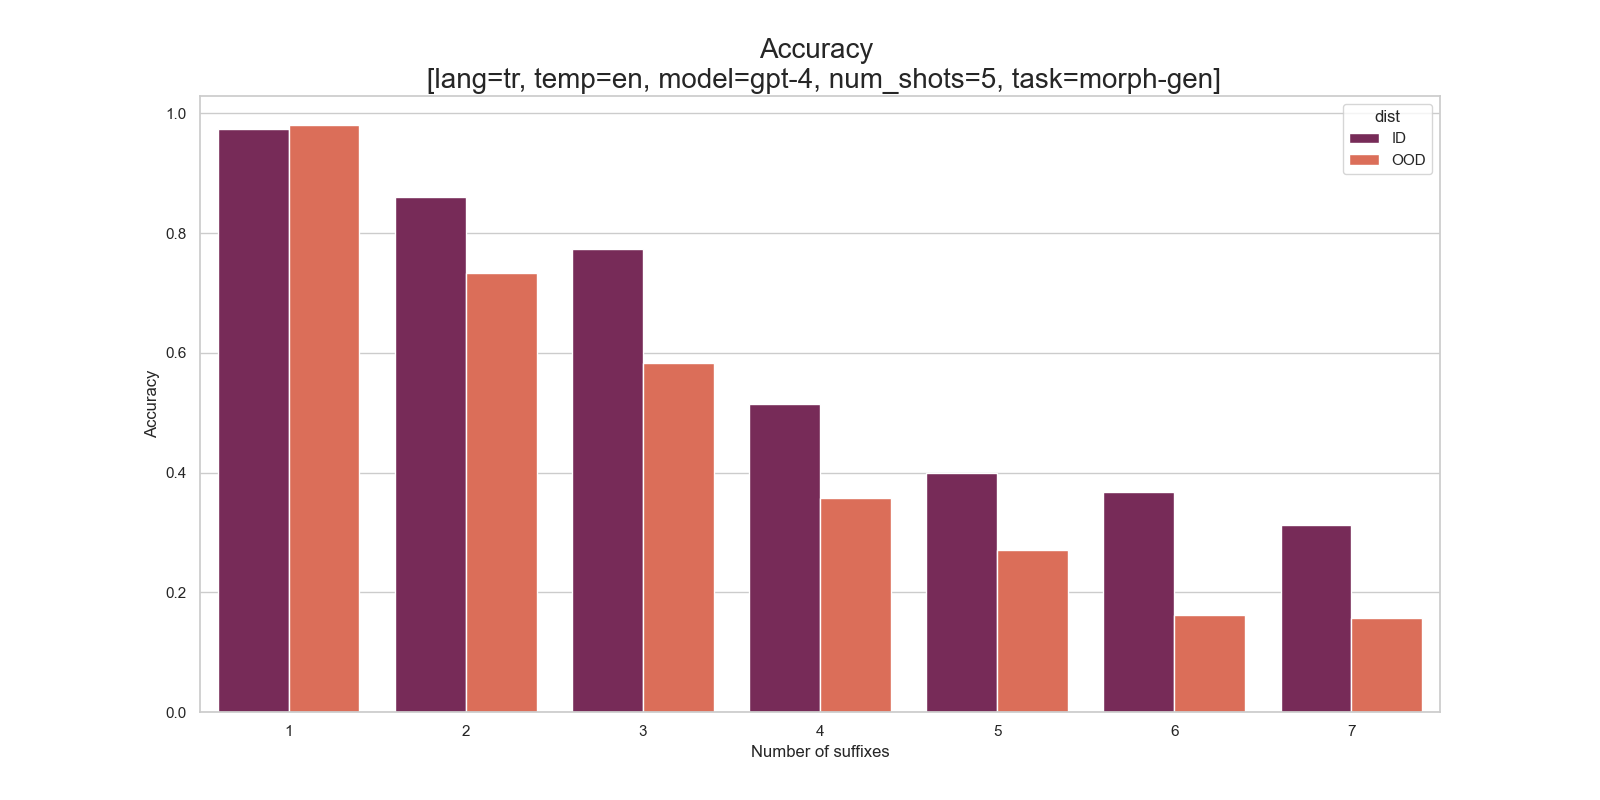 Accuracy
[lang=tr, temp=en, model=gpt-4, num_shots=5, task=morph-gen]
dist
ID
OOD
1.0
0.8
0.6
0.4
0.2
0.0
Accuracy
1 2 3 4 5 6 7
Number of suffixes